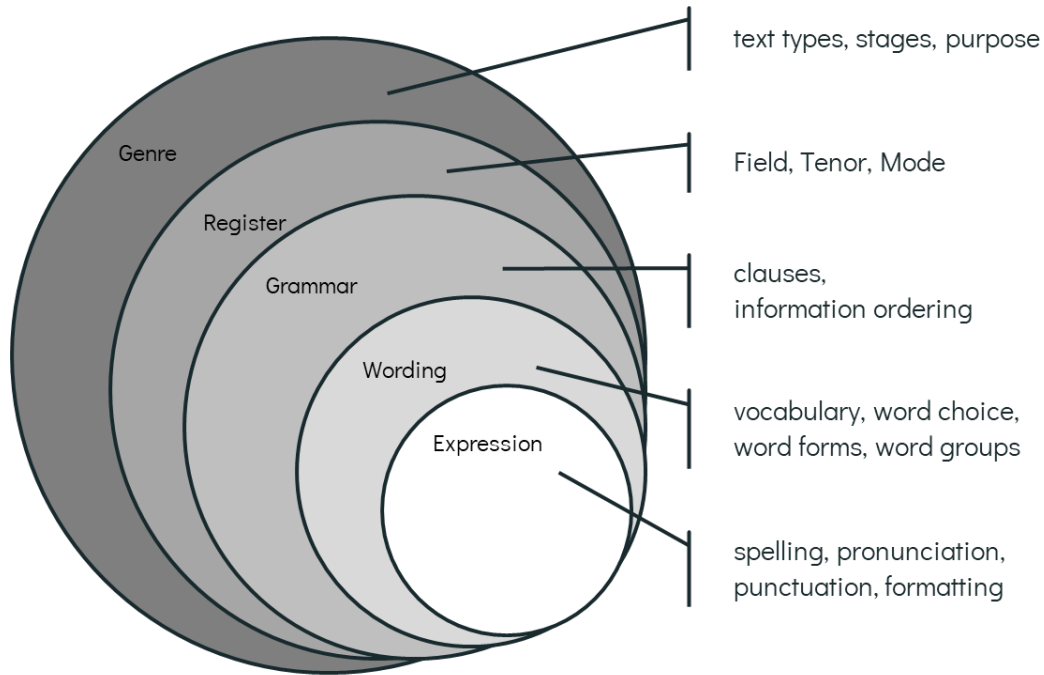 text types, stages, purpose
Genre
Field, Tenor, Mode
Register
clauses,
information ordering
Grammar
Wording
vocabulary, word choice,
word forms, word groups
Expression
spelling, pronunciation,
punctuation, formatting